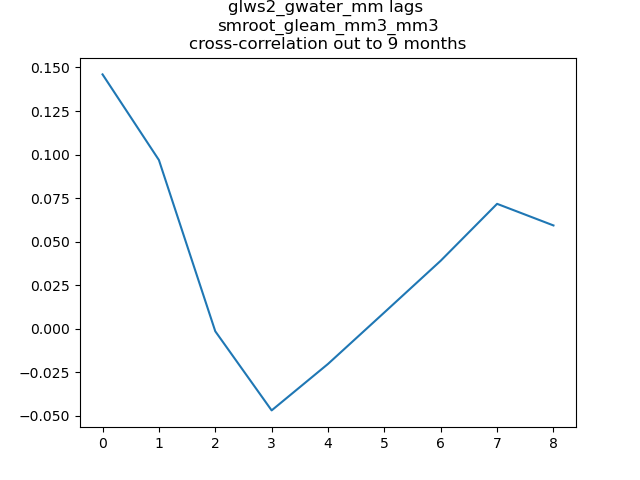 glws2_gwater_mm lags
smroot_gleam_mm3_mm3
cross-correlation out to 9 months
0.150
0.125
0.100
0.075
0.050
0.025
0.000
−0.025
−0.050
0 1 2 3 4 5 6 7 8